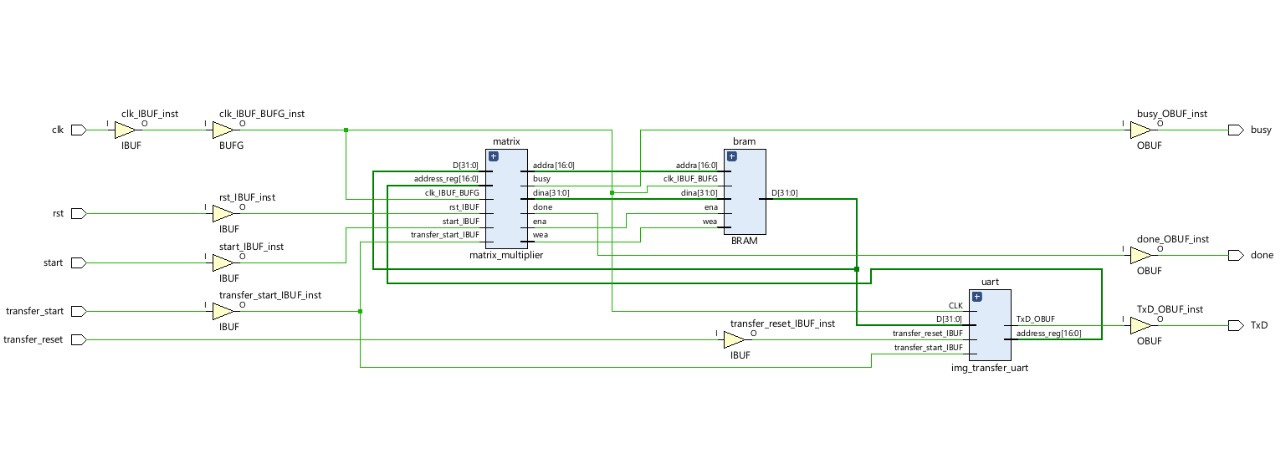 clk_IBUF_inst
clk_IBUF_BUFG_inst
busy_OBUF_inst
clk
I
O
I
O
I
O
busy
IBUF
BUFG
matrix
bram
OBUF
D[31:0]
addra[16:0]
addra[16:0]
address_reg[16:0]
busy
clk_IBUF_BUFG
clk_IBUF_BUFG
dina[31:0]
dina[31:0]
D[31:0]
rst_IBUF_inst
rst
I
O
rst_IBUF
done
ena
IBUF
start_IBUF
ena
wea
transfer_start_IBUF
wea
BRAM
matrix_multiplier
start_IBUF_inst
done_OBUF_inst
start
I
O
I
O
done
IBUF
OBUF
transfer_start_IBUF_inst
uart
transfer_start
I
O
CLK
TxD_OBUF_inst
IBUF
D[31:0]
TxD_OBUF
I
O
TxD
transfer_reset_IBUF_inst
transfer_reset
I
O
transfer_reset_IBUF
address_reg[16:0]
OBUF
IBUF
transfer_start_IBUF
img_transfer_uart